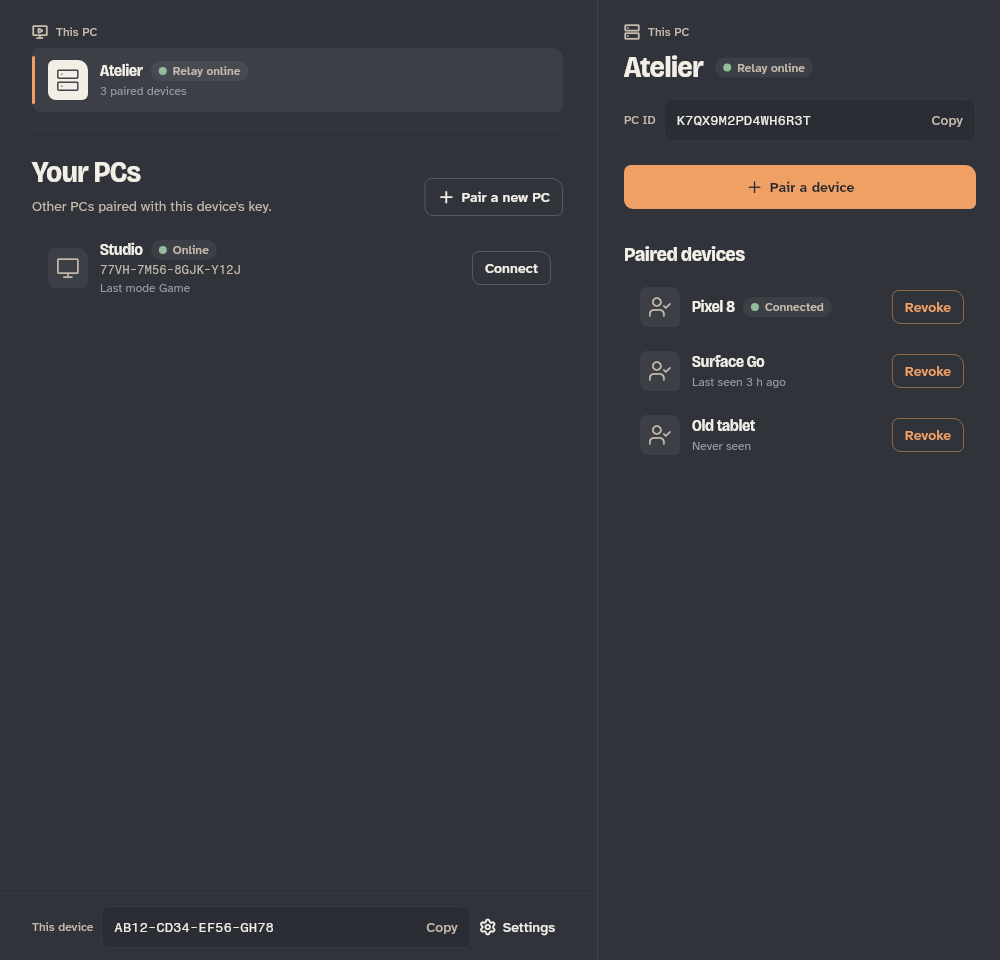 This PC
Atelier Relay online
3 paired devices
Your PCs
Other PCs paired with this device's key.
Pair a new PC
Studio Online
77VH-7M56-8GJK-Y12J
Last mode Game
Connect
This device AB12-CD34-EF56-GH78 Copy Settings
This PC
Atelier Relay online
PC ID K7QX9M2PD4WH6R3T Copy
Pair a device
Paired devices
Pixel 8 Connected Revoke
Surface Go
Last seen 3 h ago
Revoke
Old tablet
Never seen
Revoke